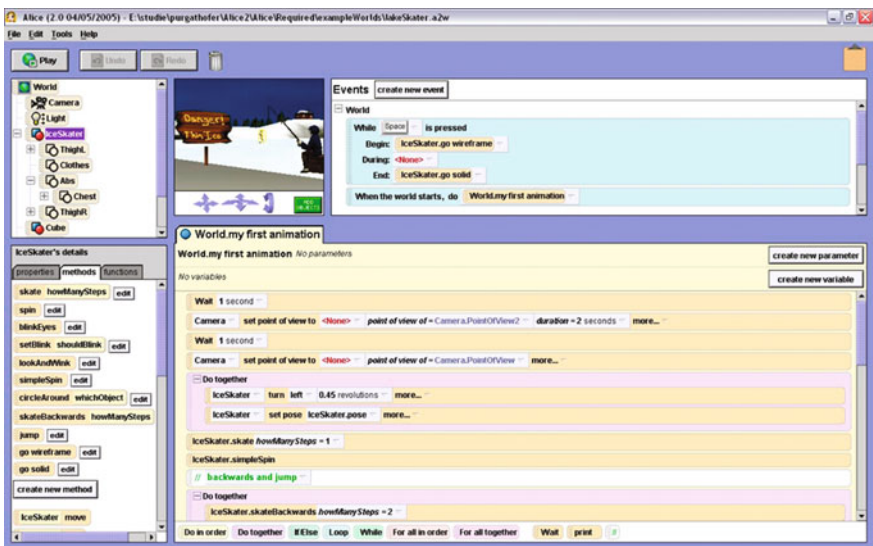 Alice (2.0 04/05/2005) - E:\studie\purgathofer\Alice2\Alice\Required\exampleWorlds\lakeSkater.a2w
File Edit Tools Help
Play Undo Redo
World
Camera
Light
IceSkater
ThighL
Clothes
Abs
Chest
ThighR
Cube
Danger!
Thin Ice
ADD OBJECTS
Events create new event
World
While Space is pressed
Begin: IceSkater.go wireframe
During: <None>
End: IceSkater.go solid
When the world starts, do World.my first animation
IceSkater's details
properties methods functions
skate howManySteps edit
spin edit
blinkEyes edit
setBlink shouldBlink edit
lookAndWink edit
simpleSpin edit
circleAround whichObject edit
skateBackwards howManySteps
jump edit
go wireframe edit
go solid edit
create new method
IceSkater move
World.my first animation
World.my first animation No parameters create new parameter
No variables create new variable
Wait 1 second
Camera set point of view to <None> point of view of = Camera.PointOfView2 duration = 2 seconds more...
Wait 1 second
Camera set point of view to <None> point of view of = Camera.PointOfView more...
Do together
IceSkater turn left 0.45 revolutions more...
IceSkater set pose IceSkater.pose more...
IceSkater.skate howManySteps = 1
IceSkater.simpleSpin
// backwards and jump
Do together
IceSkater.skateBackwards howManySteps = 2
Do in order Do together If/Else Loop While For all in order For all together Wait print //